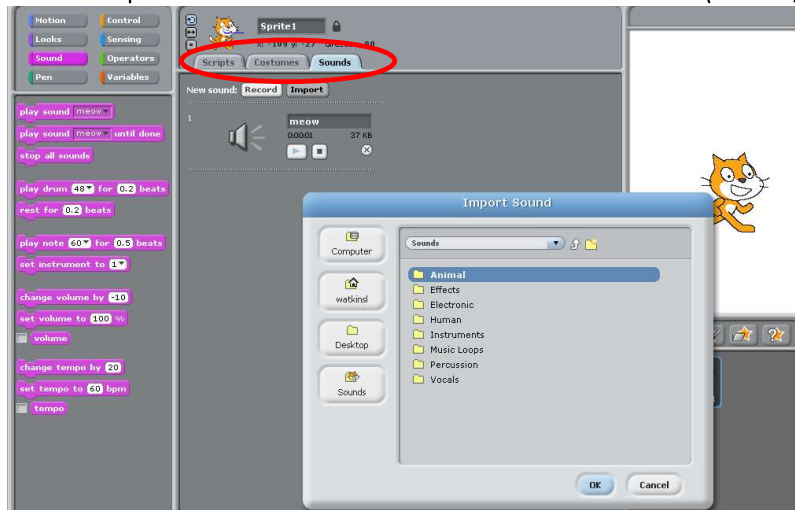 Motion Control
Looks Sensing
Sound Operators
Pen Variables
Sprite1
x: -109 y: -27
Scripts Costumes Sounds
New sound: Record Import
1
meow
0:00:01 37 KB
play sound meow
play sound meow until done
stop all sounds
play drum 48 for 0.2 beats
rest for 0.2 beats
play note 60 for 0.5 beats
set instrument to 1
change volume by -10
set volume to 100 %
volume
change tempo by 20
set tempo to 60 bpm
tempo
Import Sound
Computer
watkinsl
Desktop
Sounds
Sounds
Animal
Effects
Electronic
Human
Instruments
Music Loops
Percussion
Vocals
OK Cancel